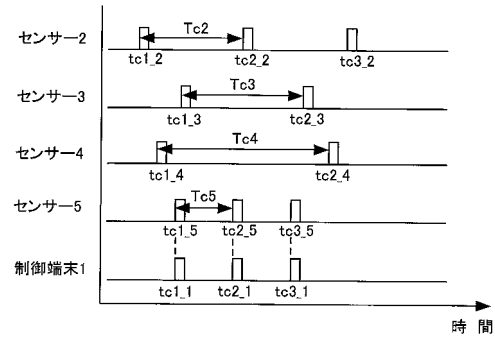 センサー2
Tc2
tc1_2
tc2_2
tc3_2
センサー3
Tc3
tc1_3
tc2_3
センサー4
Tc4
tc1_4
tc2_4
センサー5
Tc5
tc1_5
tc2_5
tc3_5
制御端末1
tc1_1
tc2_1
tc3_1
時 間